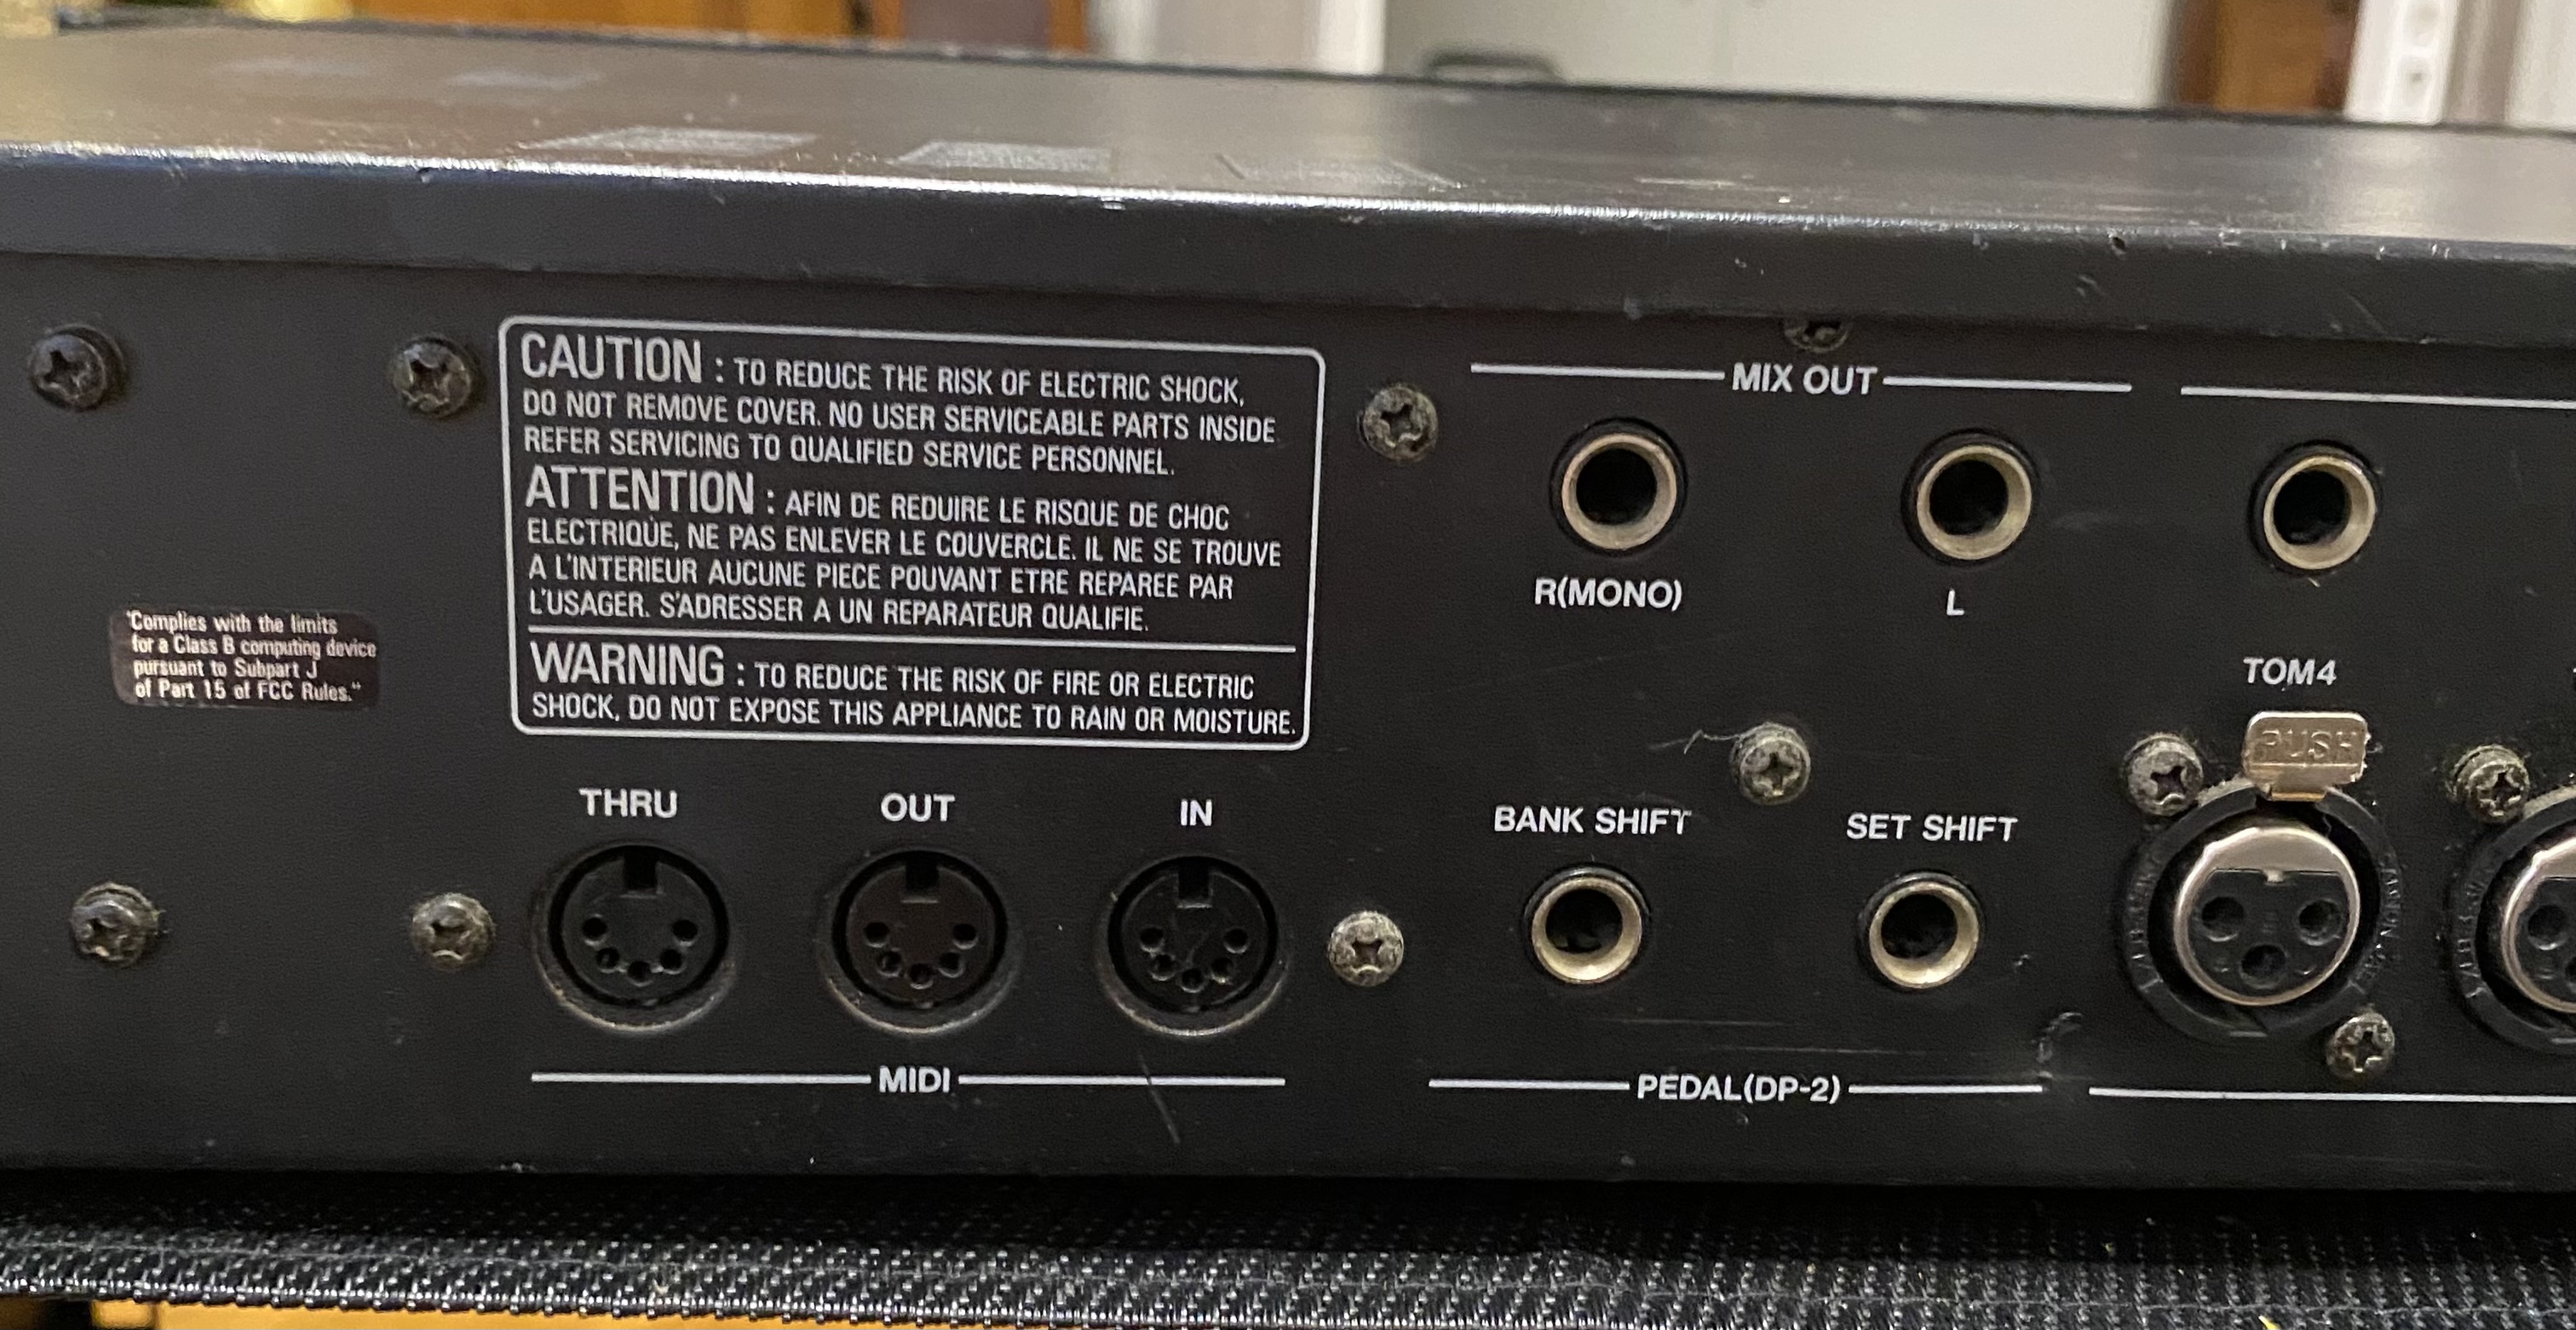 CAUTION : TO REDUCE THE RISK OF ELECTRIC SHOCK,
DO NOT REMOVE COVER. NO USER SERVICEABLE PARTS INSIDE
REFER SERVICING TO QUALIFIED SERVICE PERSONNEL.
ATTENTION : AFIN DE REDUIRE LE RISQUE DE CHOC
ELECTRIQUE, NE PAS ENLEVER LE COUVERCLE. IL NE SE TROUVE
A L'INTERIEUR AUCUNE PIECE POUVANT ETRE REPAREE PAR
L'USAGER. S'ADRESSER A UN REPARATEUR QUALIFIE.
WARNING : TO REDUCE THE RISK OF FIRE OR ELECTRIC
SHOCK, DO NOT EXPOSE THIS APPLIANCE TO RAIN OR MOISTURE.
"Complies with the limits
for a Class B computing device
pursuant to Subpart J
of Part 15 of FCC Rules."
MIX OUT
R(MONO)
L
TOM4
PUSH
THRU
OUT
IN
MIDI
BANK SHIFT
SET SHIFT
PEDAL(DP-2)